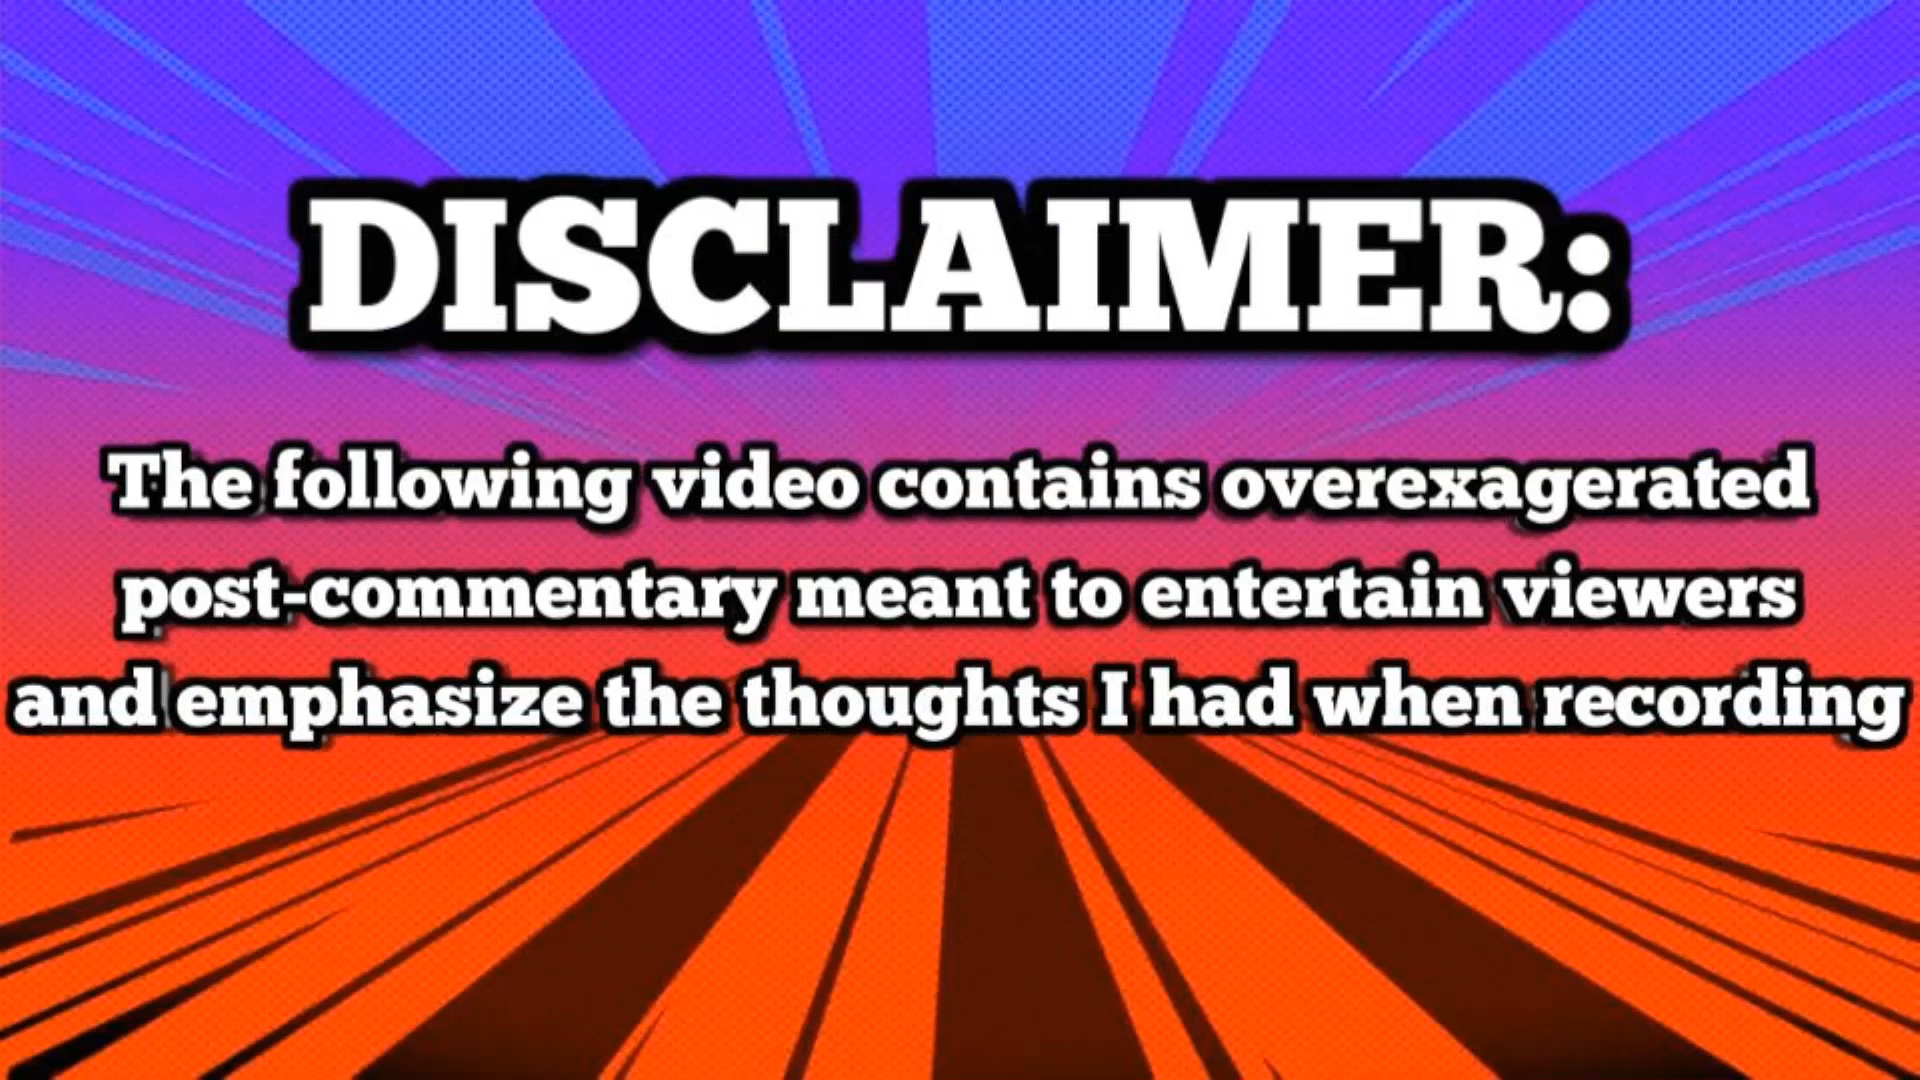 DISCLAIMER:
The following video contains overexagerated
post-commentary meant to entertain viewers
and emphasize the thoughts I had when recording